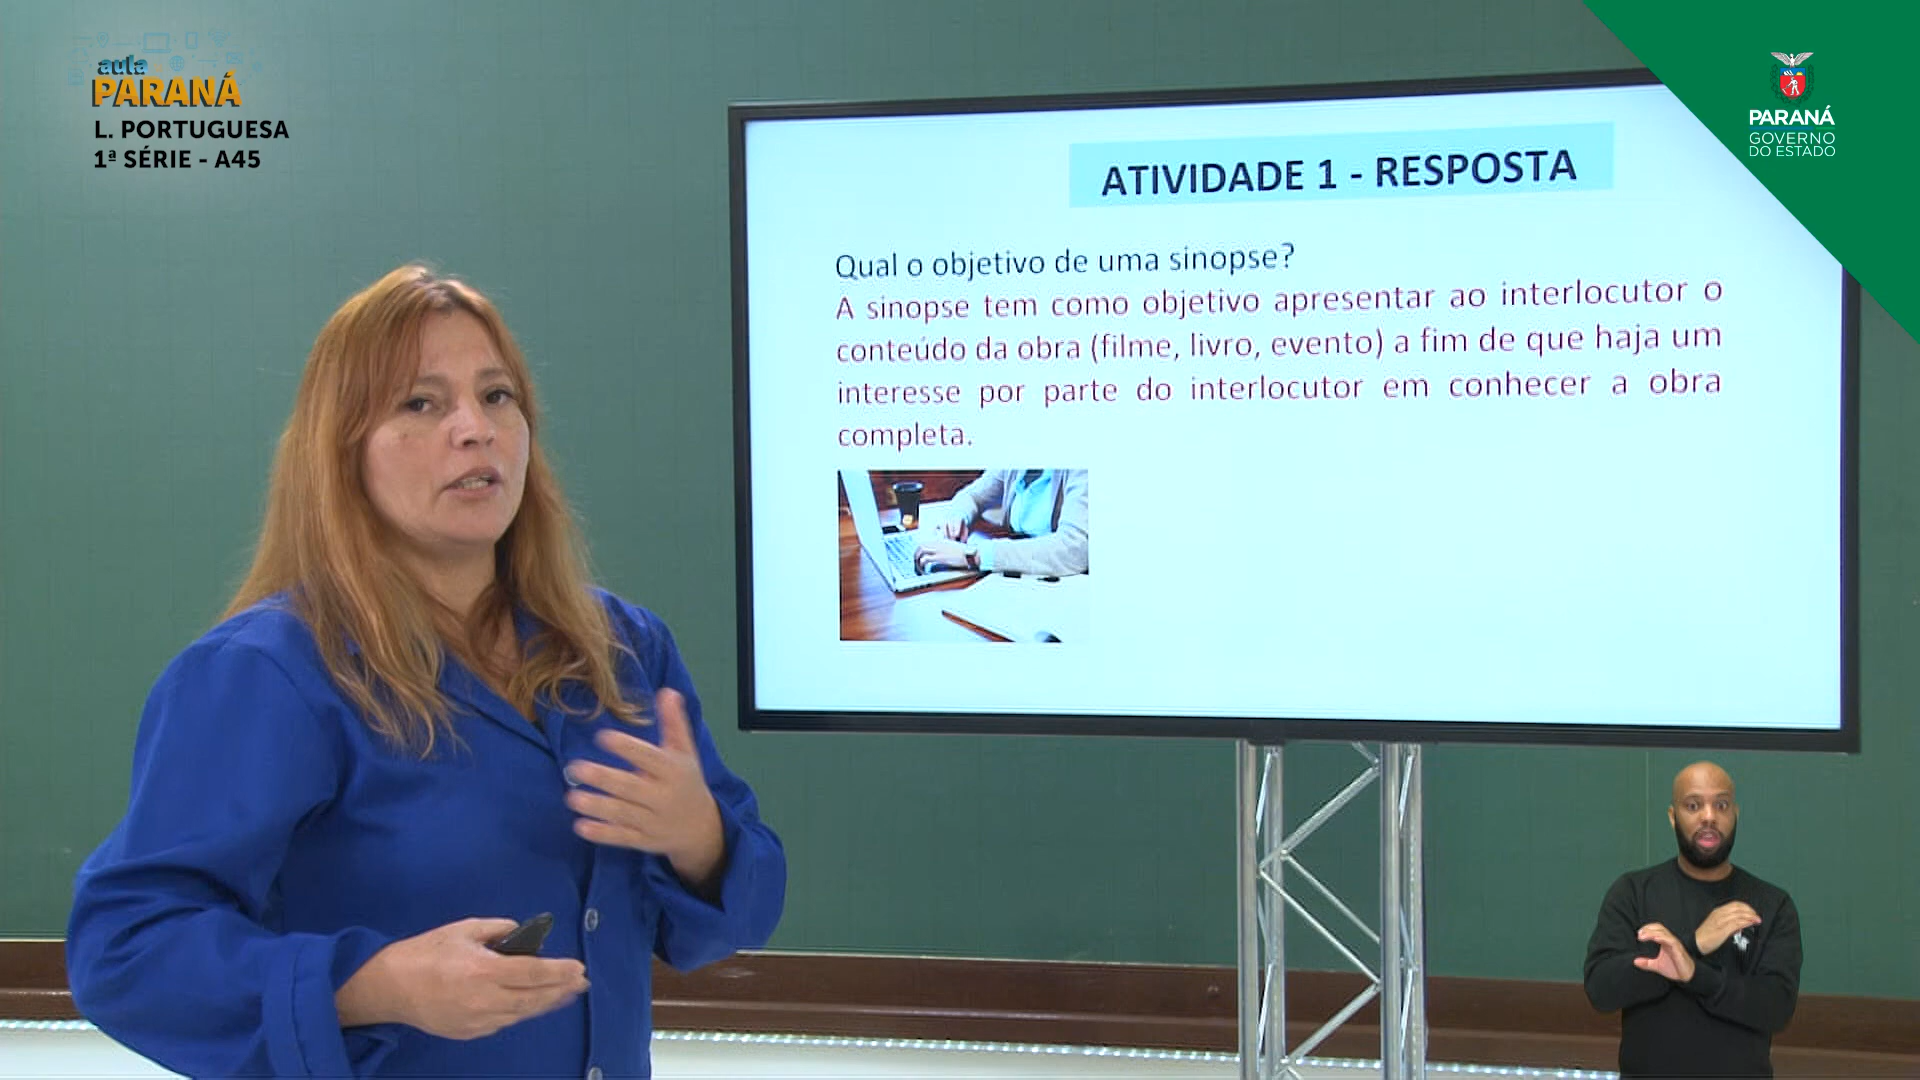 aula
PARANÁ
L. PORTUGUESA
1ª SÉRIE - A45
PARANÁ
GOVERNO
DO ESTADO
ATIVIDADE 1 - RESPOSTA
Qual o objetivo de uma sinopse?
A sinopse tem como objetivo apresentar ao interlocutor o
conteúdo da obra (filme, livro, evento) a fim de que haja um
interesse por parte do interlocutor em conhecer a obra
completa.